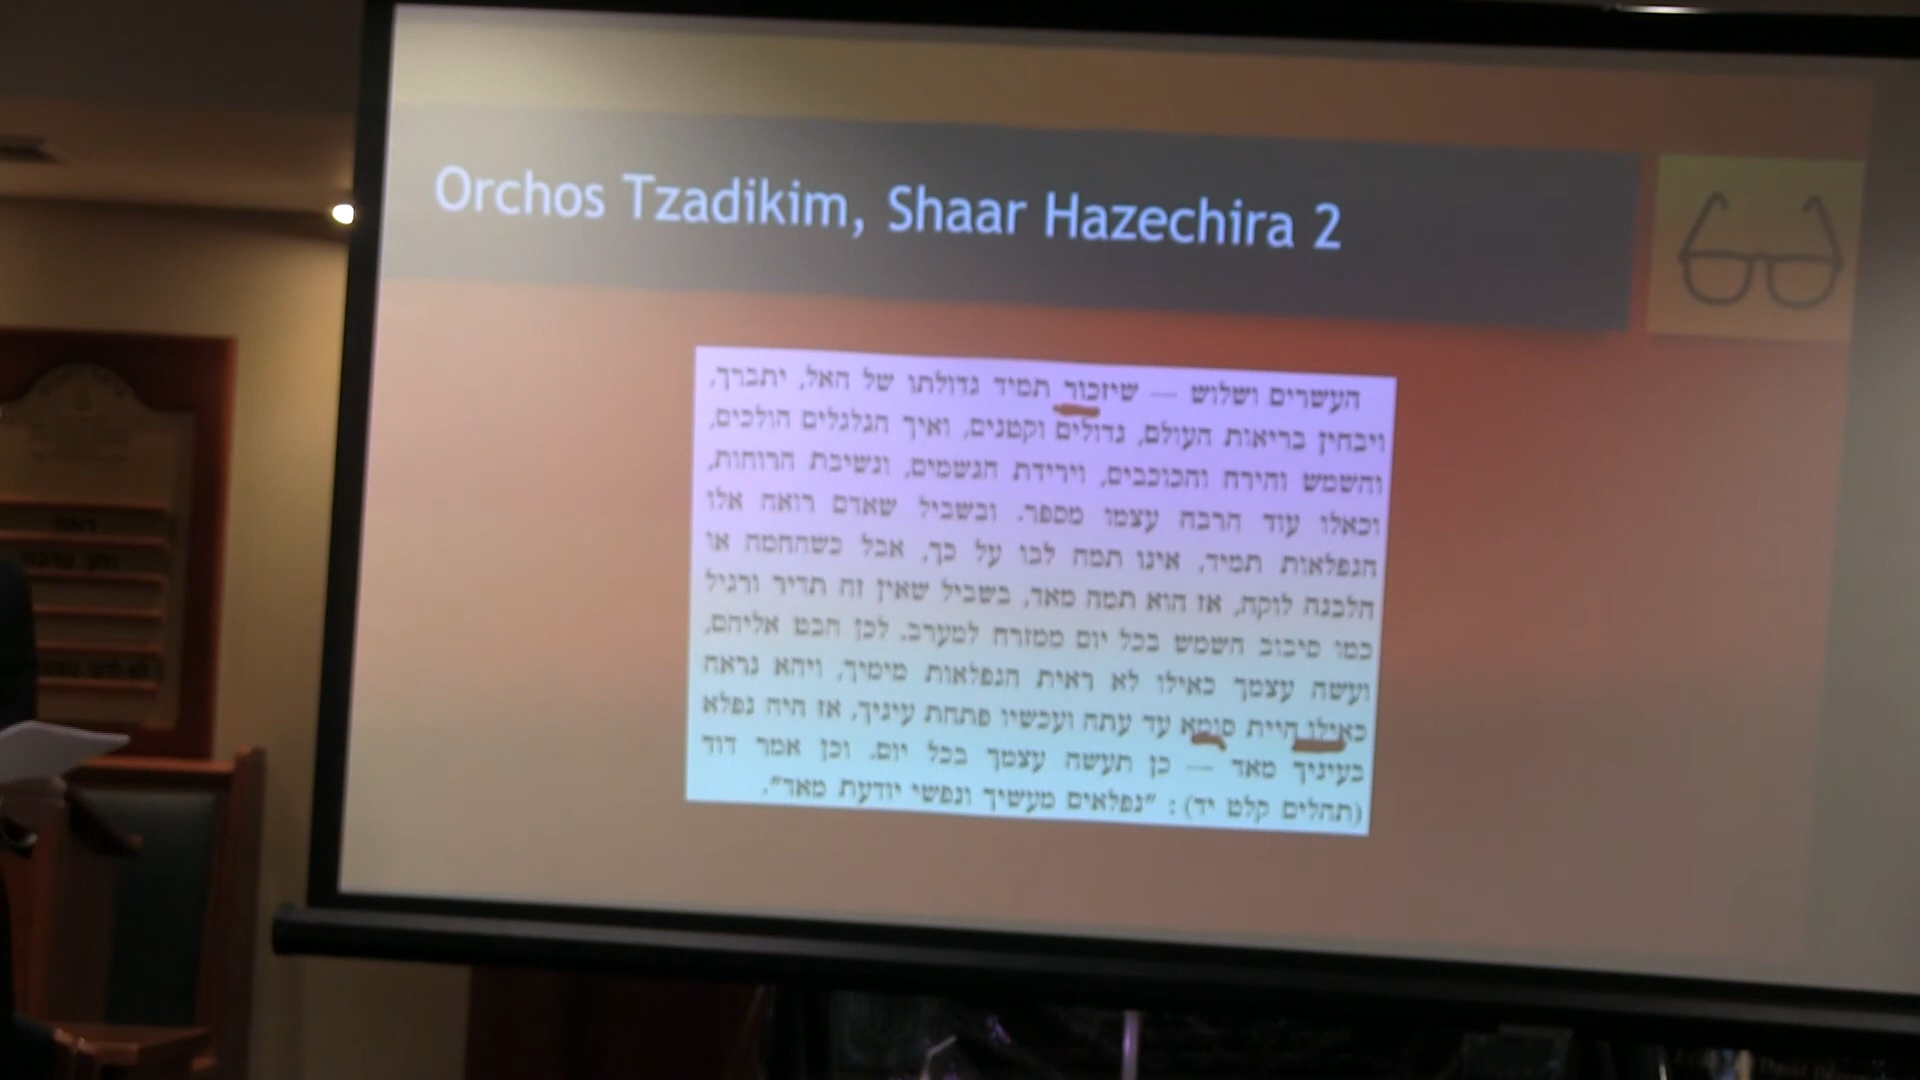 Orchos Tzadikim, Shaar Hazechira 2
העשרים ושלוש — שיזכור תמיד גדולתו של האל, יתברך,
ויבחין בריאות העולם, גדולים וקטנים, ואיך הגלגלים הולכים,
והשמש והירח והכוכבים, וירידת הגשמים, ונשיבת הרוחות,
וכאלו עוד הרבה עצמו מספר. ובשביל שאדם רואה אלו
הנפלאות תמיד, אינו תמה לבו על כך, אבל כשהחמה או
הלבנה לוקה, אז הוא תמה מאד, בשביל שאין זה תדיר ורגיל
כמו סיבוב השמש בכל יום ממזרח למערב. לכן הבט אליהם,
ועשה עצמך כאילו לא ראית הנפלאות מימיך, ויהא נראה
כאילו היית סומא עד עתה ועכשיו פתחת עיניך, אז היה נפלא
בעיניך מאד — כן תעשה עצמך בכל יום. וכן אמר דוד
(תהלים קלט יד): "נפלאים מעשיך ונפשי יודעת מאד".